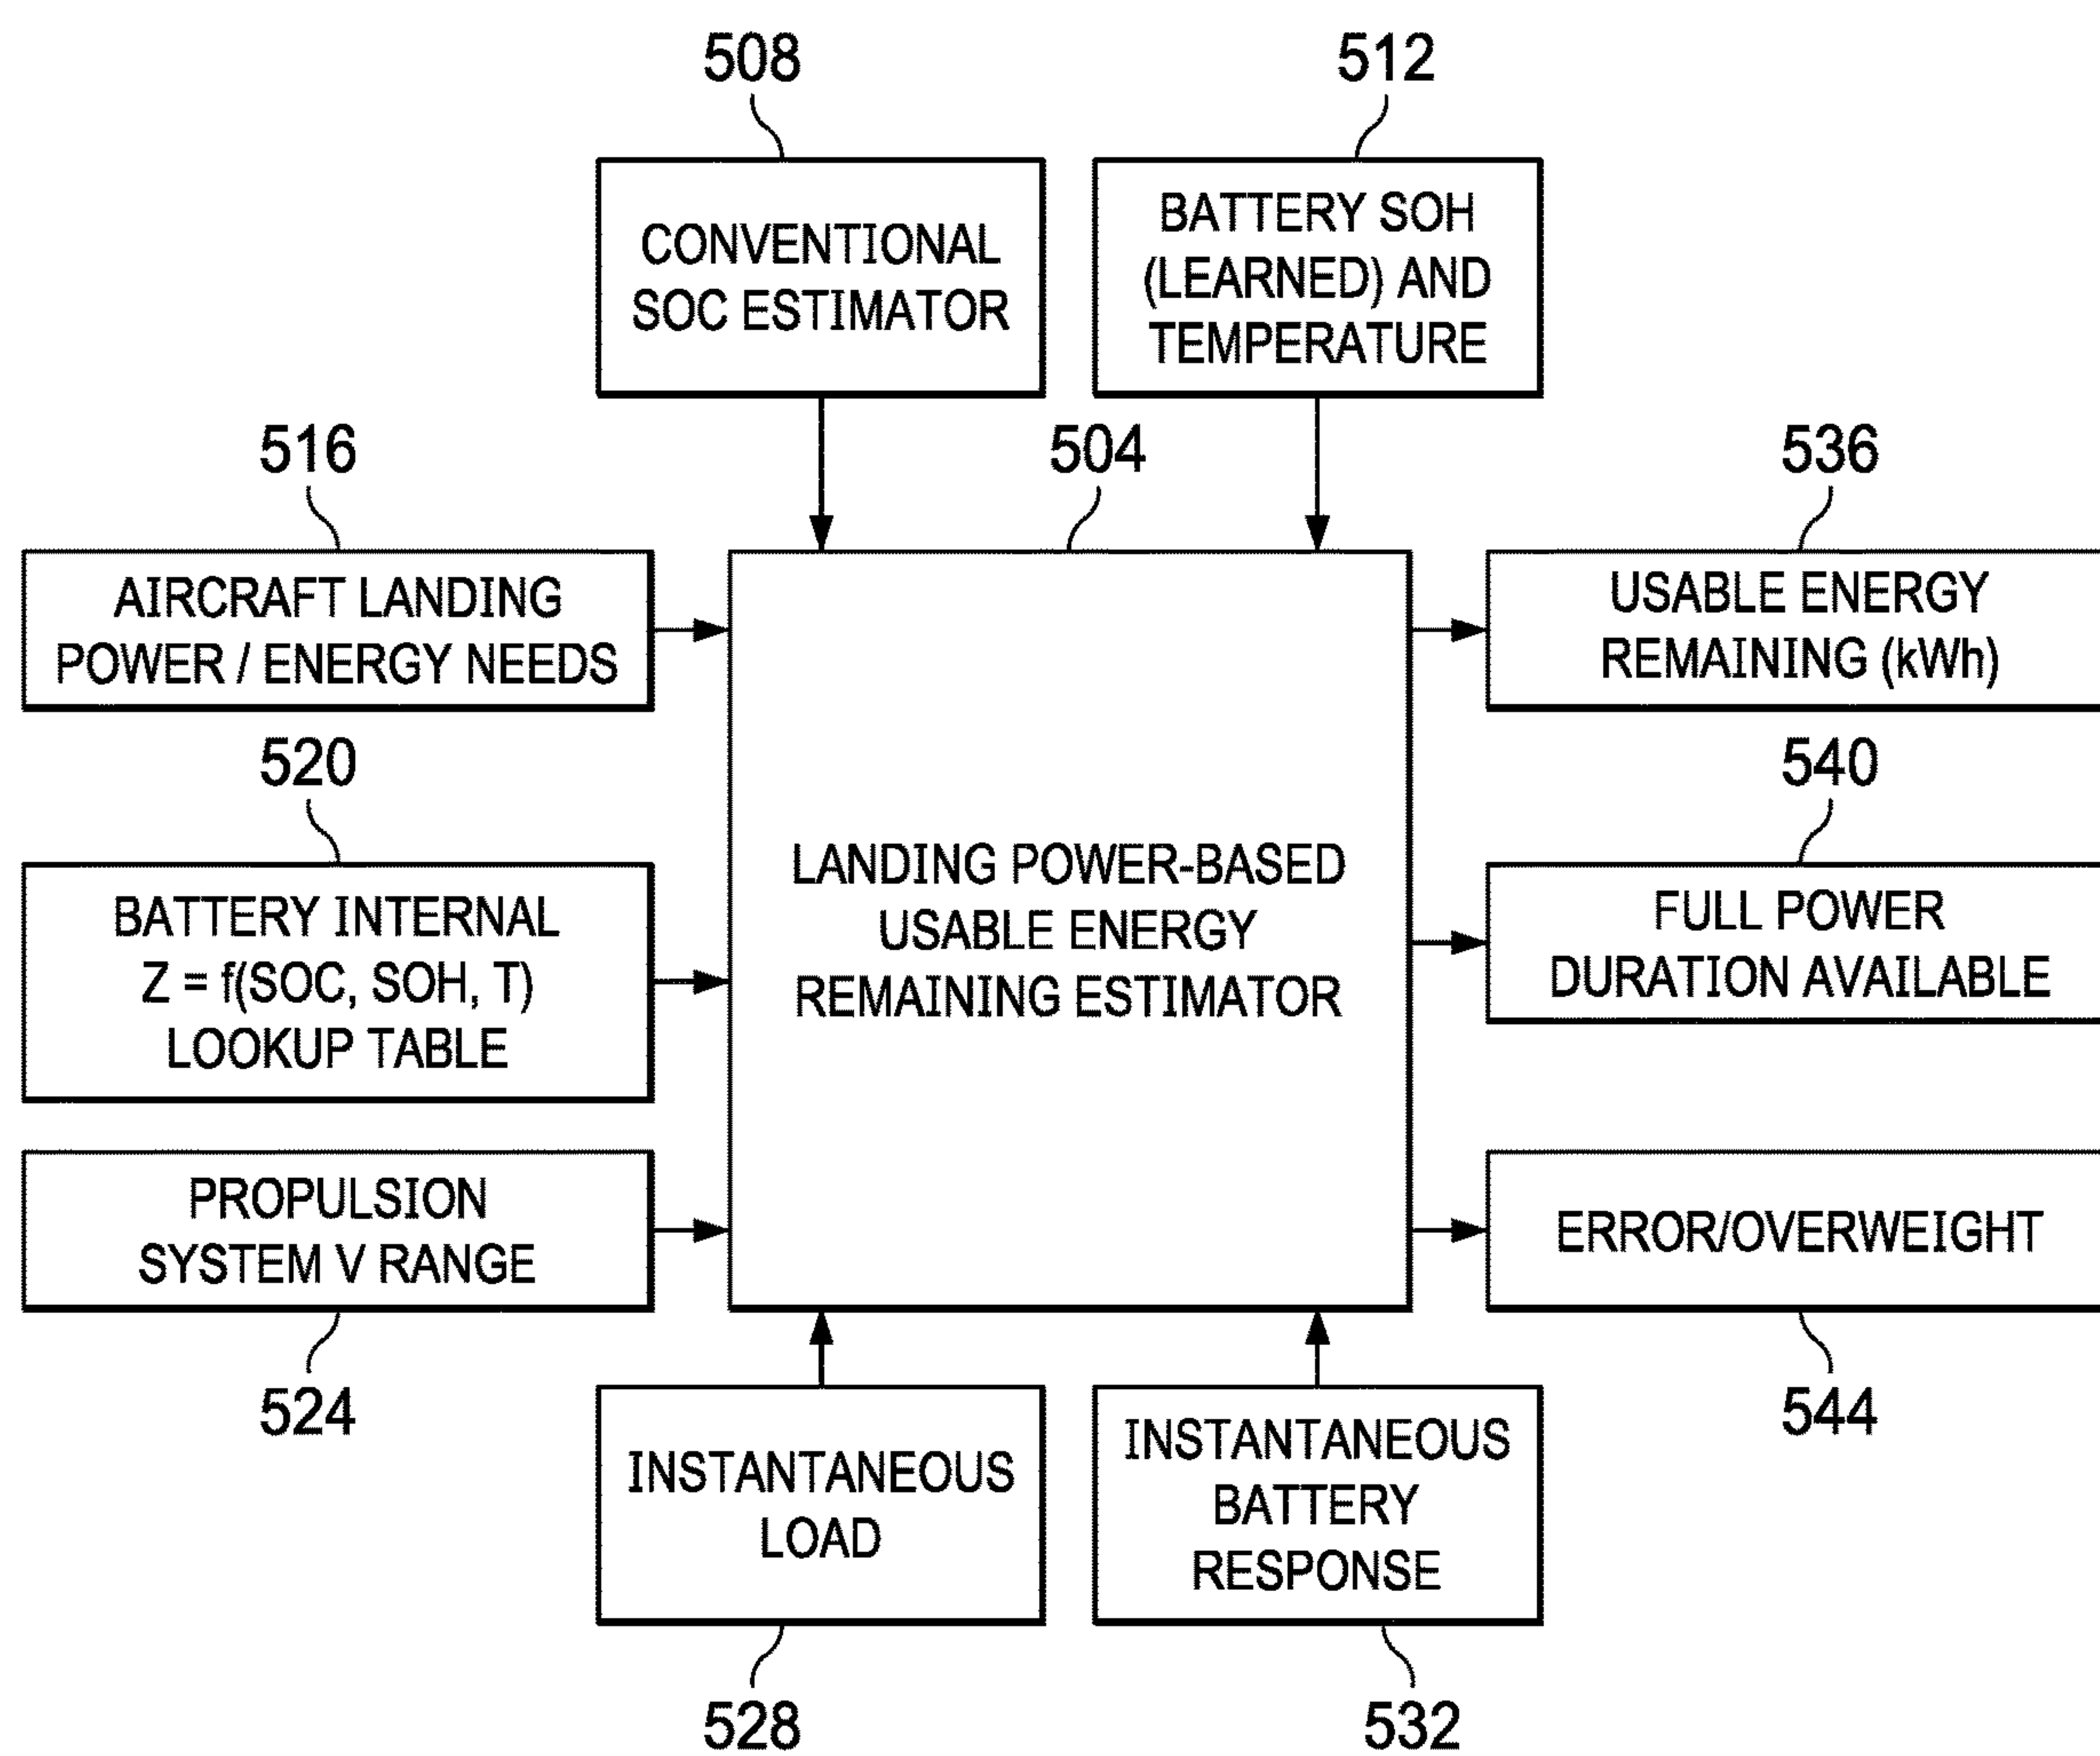 508
512
CONVENTIONAL
SOC ESTIMATOR
BATTERY SOH
(LEARNED) AND
TEMPERATURE
516
504
536
AIRCRAFT LANDING
POWER / ENERGY NEEDS
USABLE ENERGY
REMAINING (kWh)
520
540
BATTERY INTERNAL
Z = f(SOC, SOH, T)
LOOKUP TABLE
LANDING POWER-BASED
USABLE ENERGY
REMAINING ESTIMATOR
FULL POWER
DURATION AVAILABLE
PROPULSION
SYSTEM V RANGE
ERROR/OVERWEIGHT
524
544
INSTANTANEOUS
LOAD
INSTANTANEOUS
BATTERY
RESPONSE
528
532